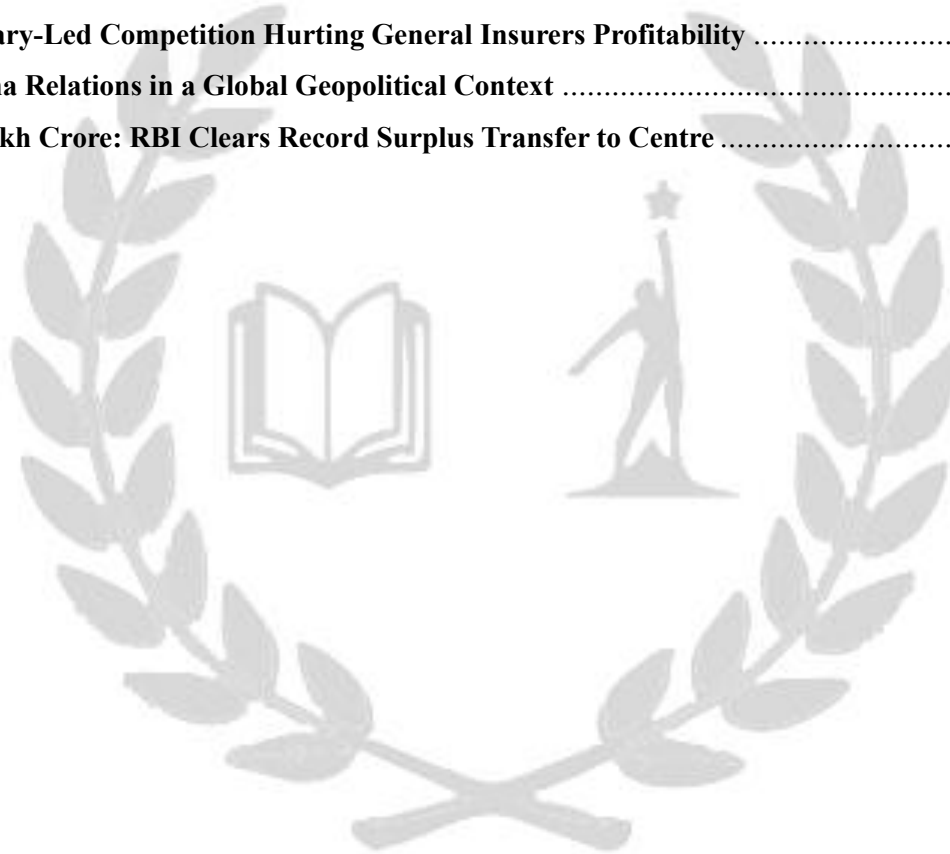 ary-Led Competition Hurting General Insurers Profitability ........................
na Relations in a Global Geopolitical Context ................................................
kh Crore: RBI Clears Record Surplus Transfer to Centre ............................